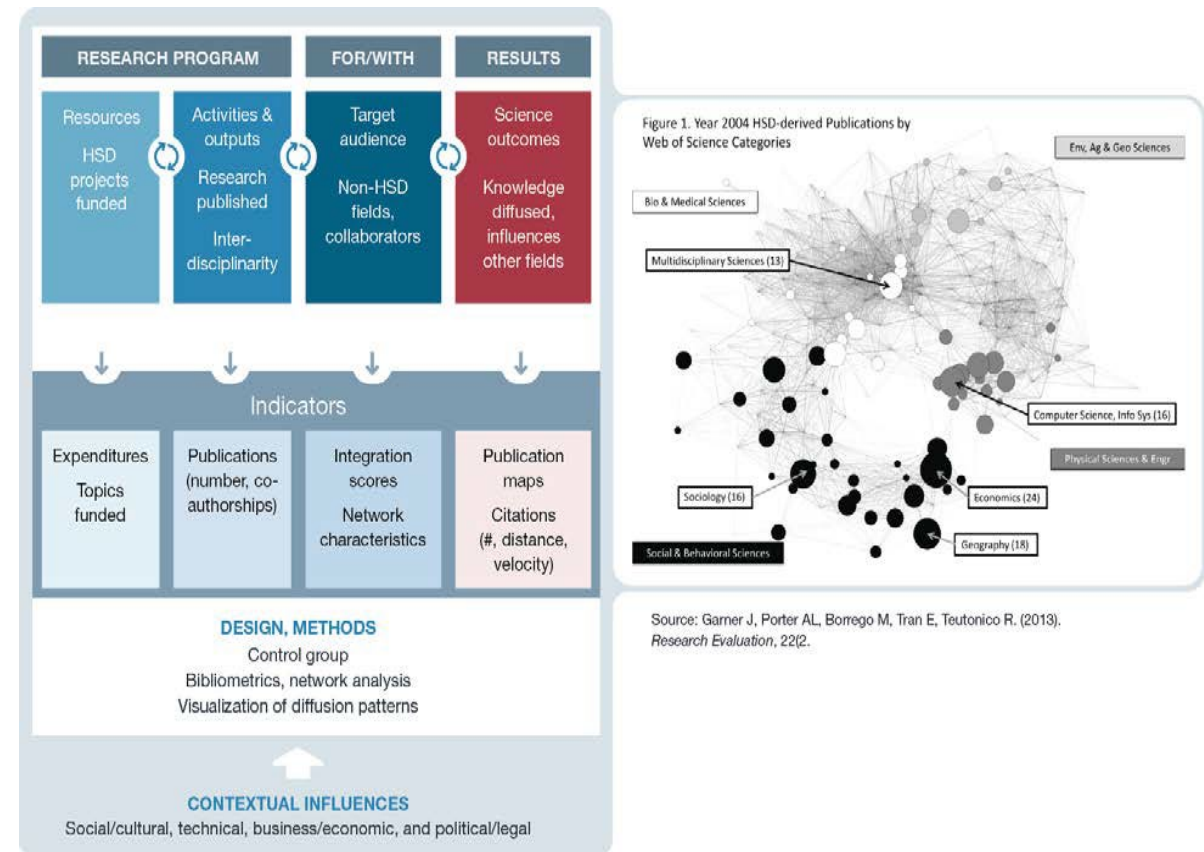 RESEARCH PROGRAM
FOR/WITH
RESULTS
Resources
HSD
projects
funded
Activities &
outputs
Research
published
Inter-
disciplinarity
Target
audience
Non-HSD
fields,
collaborators
Science
outcomes
Knowledge
diffused,
influences
other fields
Indicators
Expenditures
Topics
funded
Publications
(number, co-
authorships)
Integration
scores
Network
characteristics
Publication
maps
Citations
(#, distance,
velocity)
DESIGN, METHODS
Control group
Bibliometrics, network analysis
Visualization of diffusion patterns
CONTEXTUAL INFLUENCES
Social/cultural, technical, business/economic, and political/legal
Figure 1. Year 2004 HSD-derived Publications by
Web of Science Categories
Env, Ag & Geo Sciences
Bio & Medical Sciences
Multidisciplinary Sciences (13)
Computer Science, Info Sys (16)
Physical Sciences & Engr
Sociology (16)
Economics (24)
Geography (18)
Social & Behavioral Sciences
Source: Garner J, Porter AL, Borrego M, Tran E, Teutonico R. (2013).
Research Evaluation, 22(2.